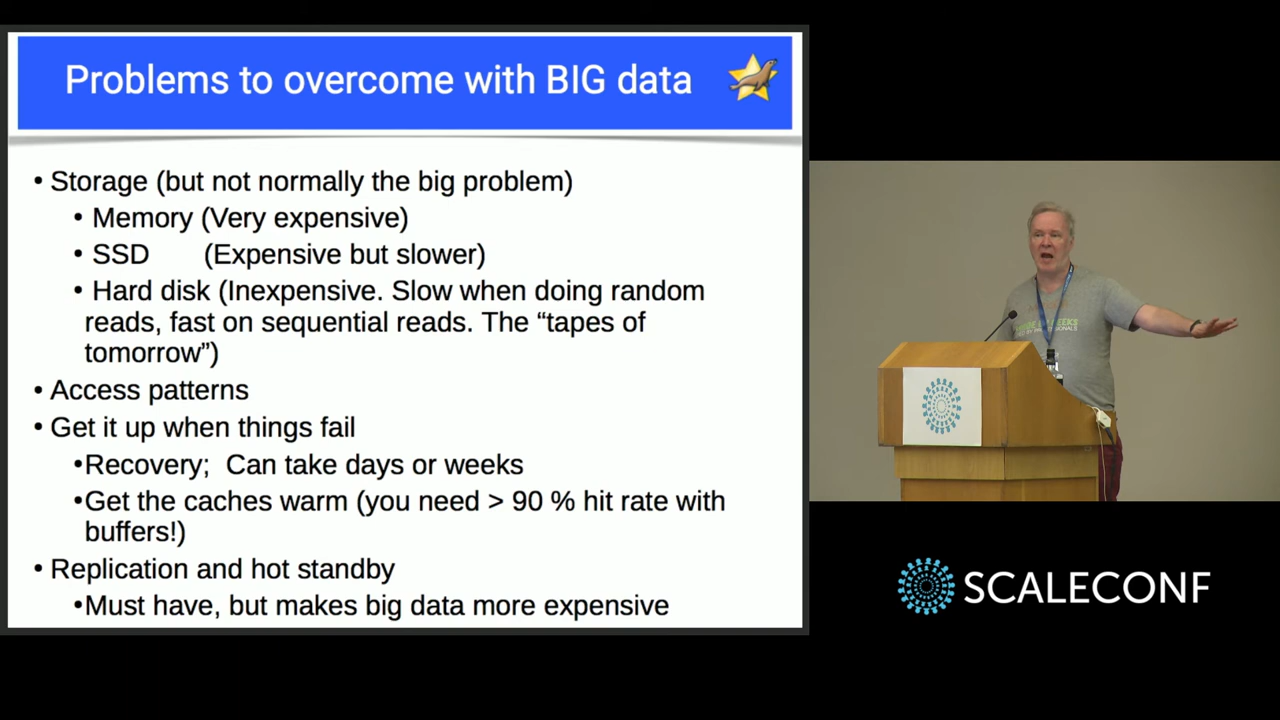 Problems to overcome with BIG data
• Storage (but not normally the big problem)
• Memory (Very expensive)
• SSD (Expensive but slower)
• Hard disk (Inexpensive. Slow when doing random
reads, fast on sequential reads. The “tapes of
tomorrow”)
• Access patterns
• Get it up when things fail
•Recovery; Can take days or weeks
•Get the caches warm (you need > 90 % hit rate with
buffers!)
• Replication and hot standby
•Must have, but makes big data more expensive
SCALECONF